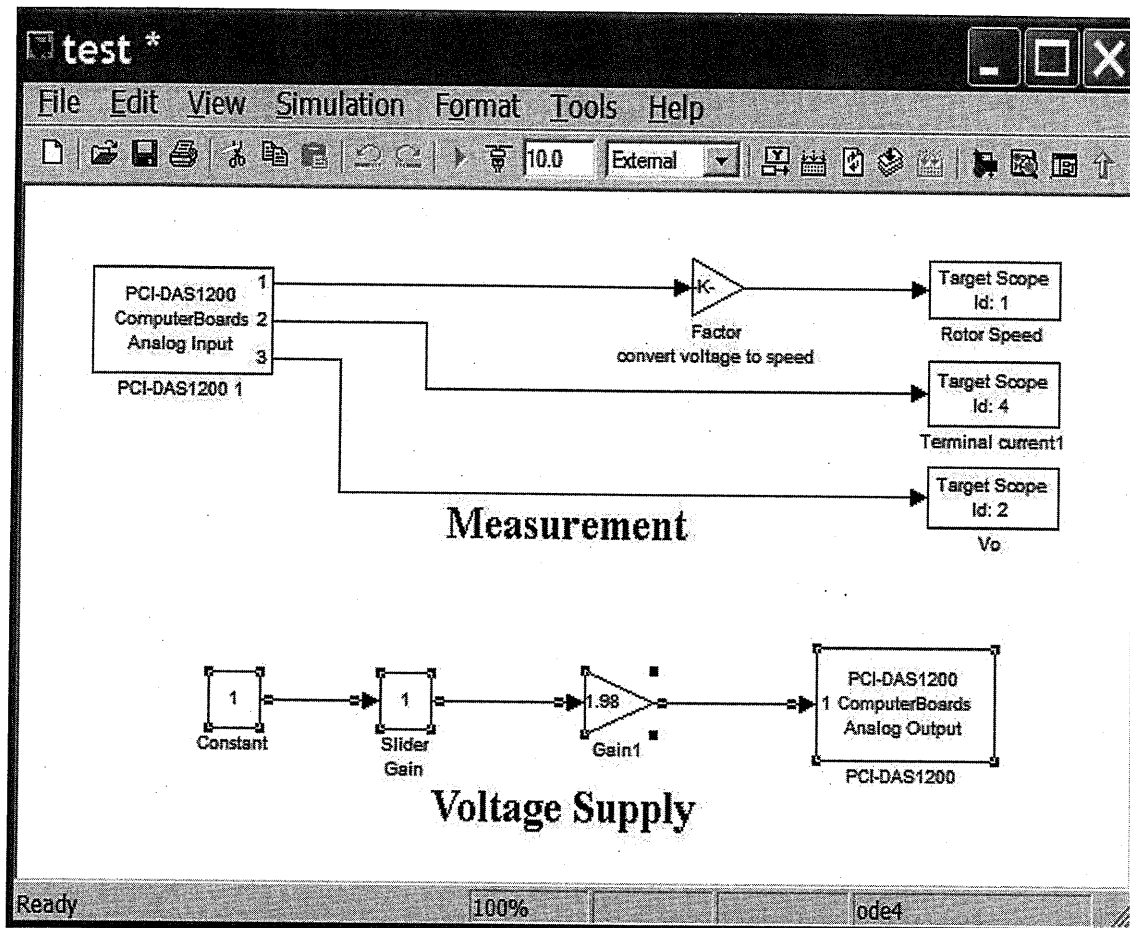 test *
File Edit View Simulation Format Tools Help
10.0 External
PCI-DAS1200
ComputerBoards
Analog Input
1
2
3
PCI-DAS1200 1
-K-
Factor
convert voltage to speed
Target Scope
Id: 1
Rotor Speed
Target Scope
Id: 4
Terminal current1
Target Scope
Id: 2
Vo
Measurement
1
Constant
1
Slider
Gain
1.98
Gain1
1
PCI-DAS1200
ComputerBoards
Analog Output
PCI-DAS1200
Voltage Supply
Ready 100% ode4